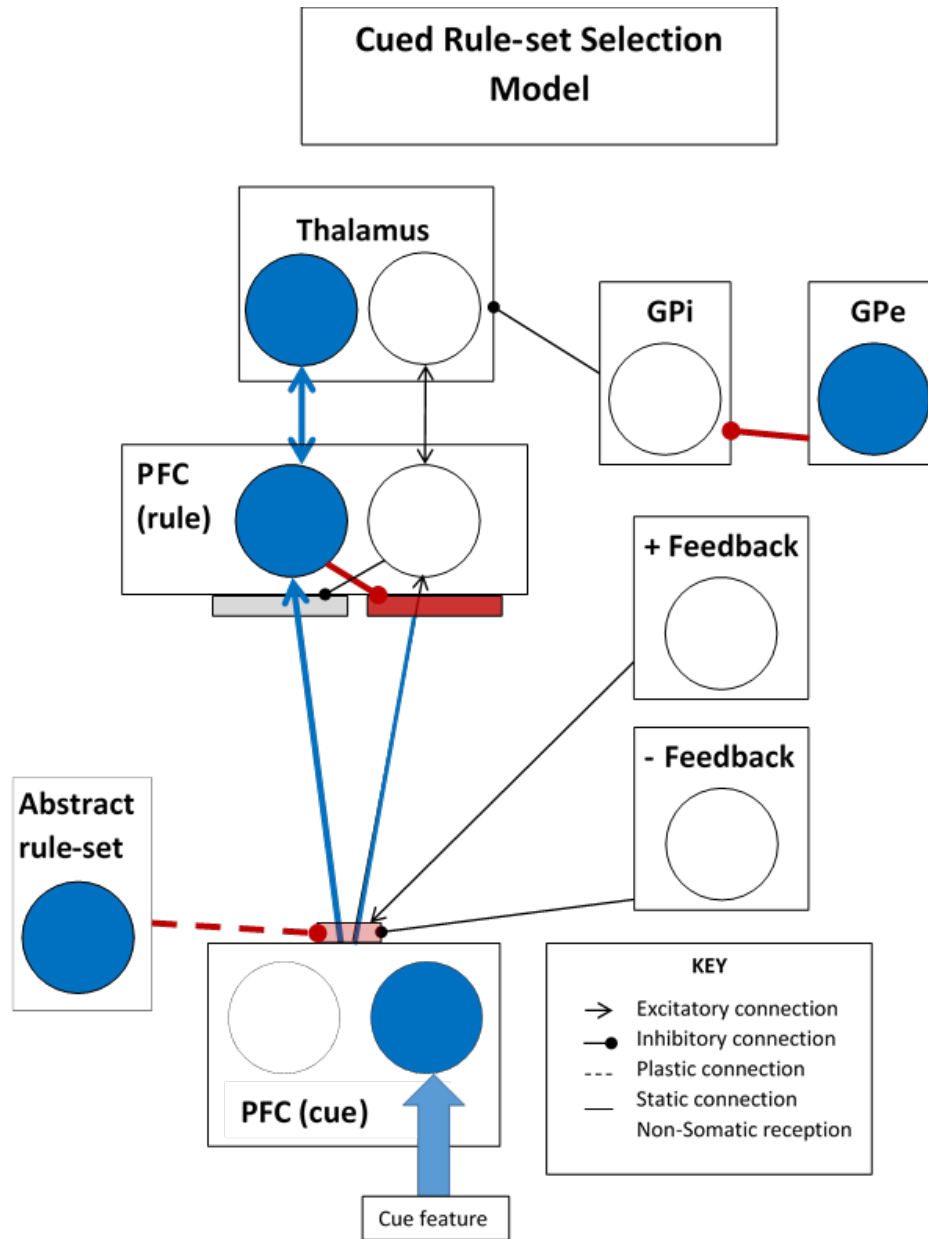 Cued Rule-set Selection
Model
Thalamus
GPi
GPe
PFC
(rule)
+ Feedback
- Feedback
Abstract
rule-set
PFC (cue)
Cue feature
KEY
Excitatory connection
Inhibitory connection
Plastic connection
Static connection
Non-Somatic reception